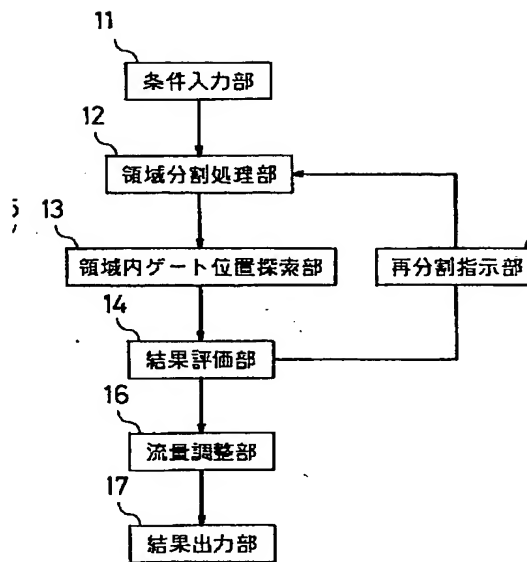 11
条件入力部
12
領域分割処理部
13
領域内ゲート位置探索部
再分割指示部
14
結果評価部
16
流量調整部
17
結果出力部